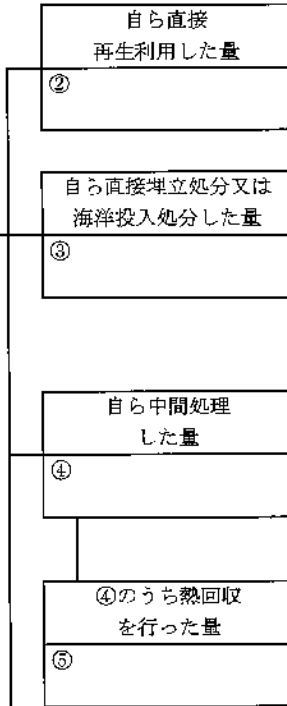 自ら直接
再生利用した量
②
自ら直接埋立処分又は
海洋投入処分した量
③
自ら中間処理
した量
④
④のうち熱回収
を行った量
⑤